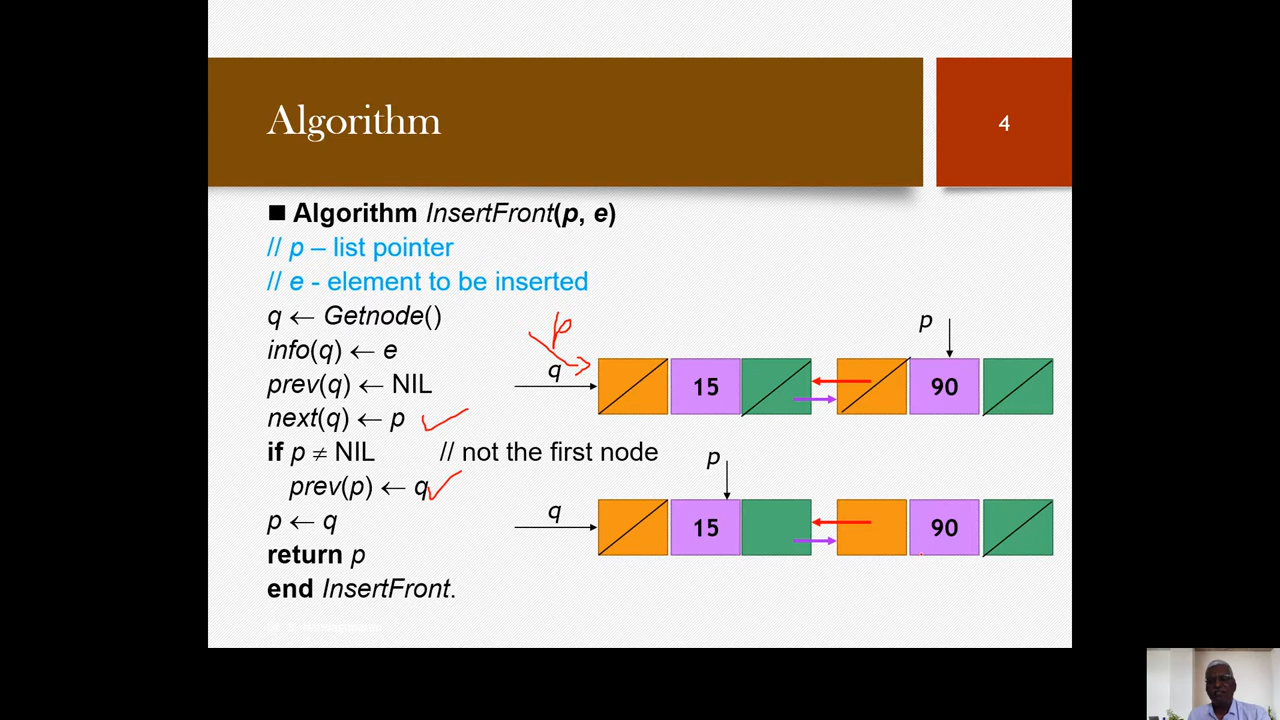 Algorithm
4
■ Algorithm InsertFront(p, e)
// p – list pointer
// e - element to be inserted
q ← Getnode()
info(q) ← e
prev(q) ← NIL
next(q) ← p
if p ≠ NIL // not the first node
prev(p) ← q
p ← q
return p
end InsertFront.
p
p
q
15
90
p
q
15
90